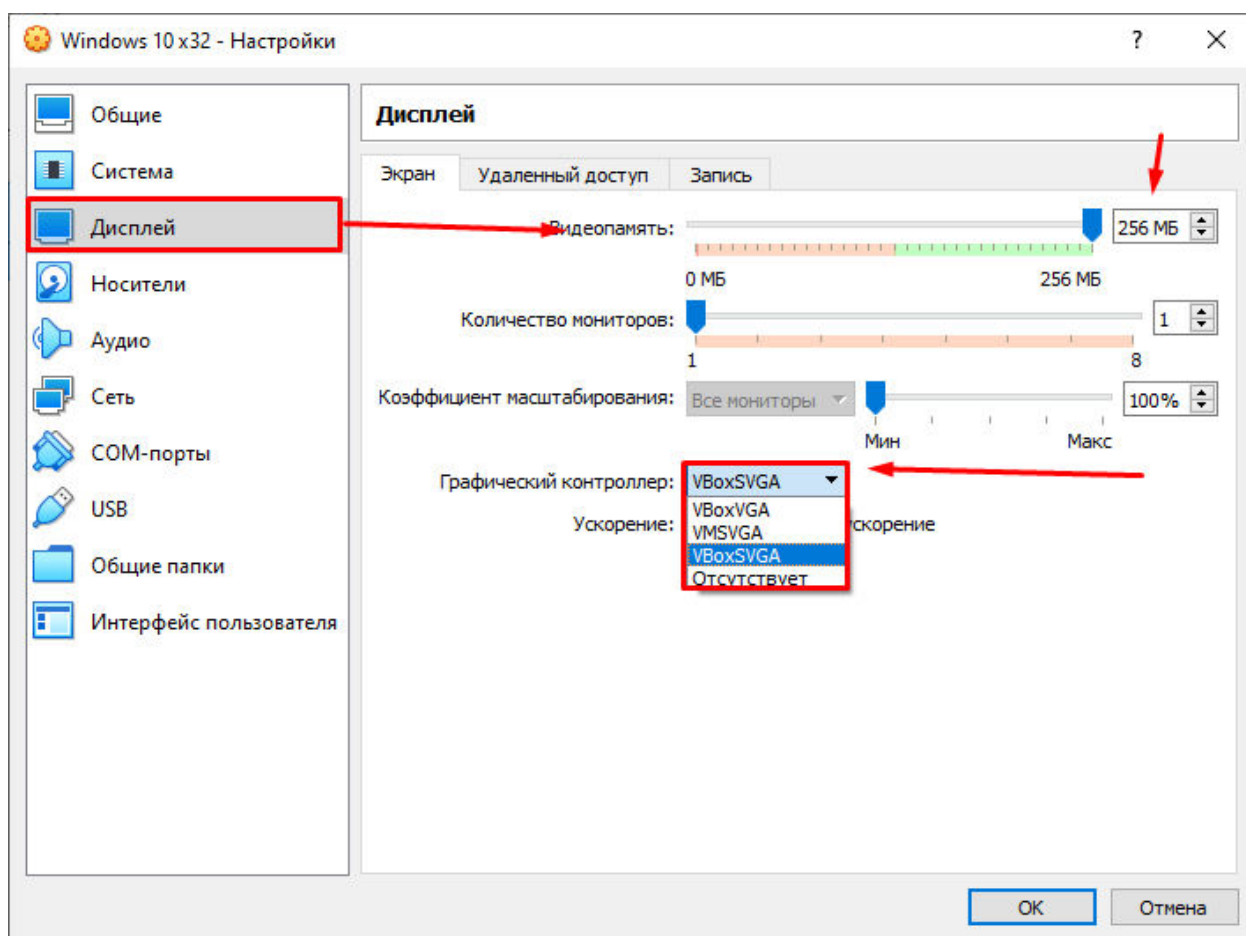 Windows 10 x32 - Настройки
?
Общие
Система
Дисплей
Носители
Аудио
Сеть
COM-порты
USB
Общие папки
Интерфейс пользователя
Дисплей
Экран Удаленный доступ Запись
Видеопамять: 256 МБ
0 МБ 256 МБ
Количество мониторов: 1
1 8
Коэффициент масштабирования: Все мониторы 100%
Мин Макс
Графический контроллер: VBoxSVGA
VBoxVGA
Ускорение: ускорение
VMSVGA
VBoxSVGA
Отсутствует
OK Отмена